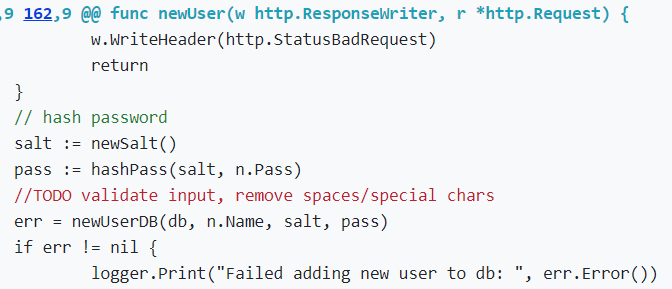 ,9 162,9 @@ func newUser(w http.ResponseWriter, r *http.Request) {
w.WriteHeader(http.StatusBadRequest)
return
}
// hash password
salt := newSalt()
pass := hashPass(salt, n.Pass)
//TODO validate input, remove spaces/special chars
err = newUserDB(db, n.Name, salt, pass)
if err != nil {
logger.Print("Failed adding new user to db: ", err.Error())